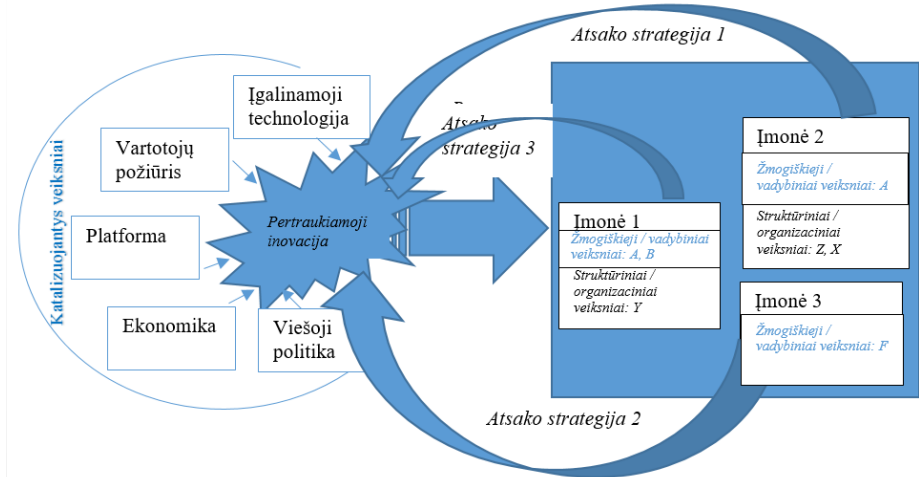 Atsako strategija 1
Įgalinamoji
technologija
Vartotojų
požiūris
Platforma
Ekonomika
Viešoji
politika
Katalizuojantys veiksniai
Pertraukiamoji
inovacija
Atsako
strategija 3
Įmonė 1
Žmogiškieji / vadybiniai
veiksniai: A, B
Struktūriniai /
organizaciniai
veiksniai: Y
Įmonė 2
Žmogiškieji /
vadybiniai veiksniai: A
Struktūriniai /
organizaciniai
veiksniai: Z, X
Įmonė 3
Žmogiškieji /
vadybiniai veiksniai: F
Atsako strategija 2